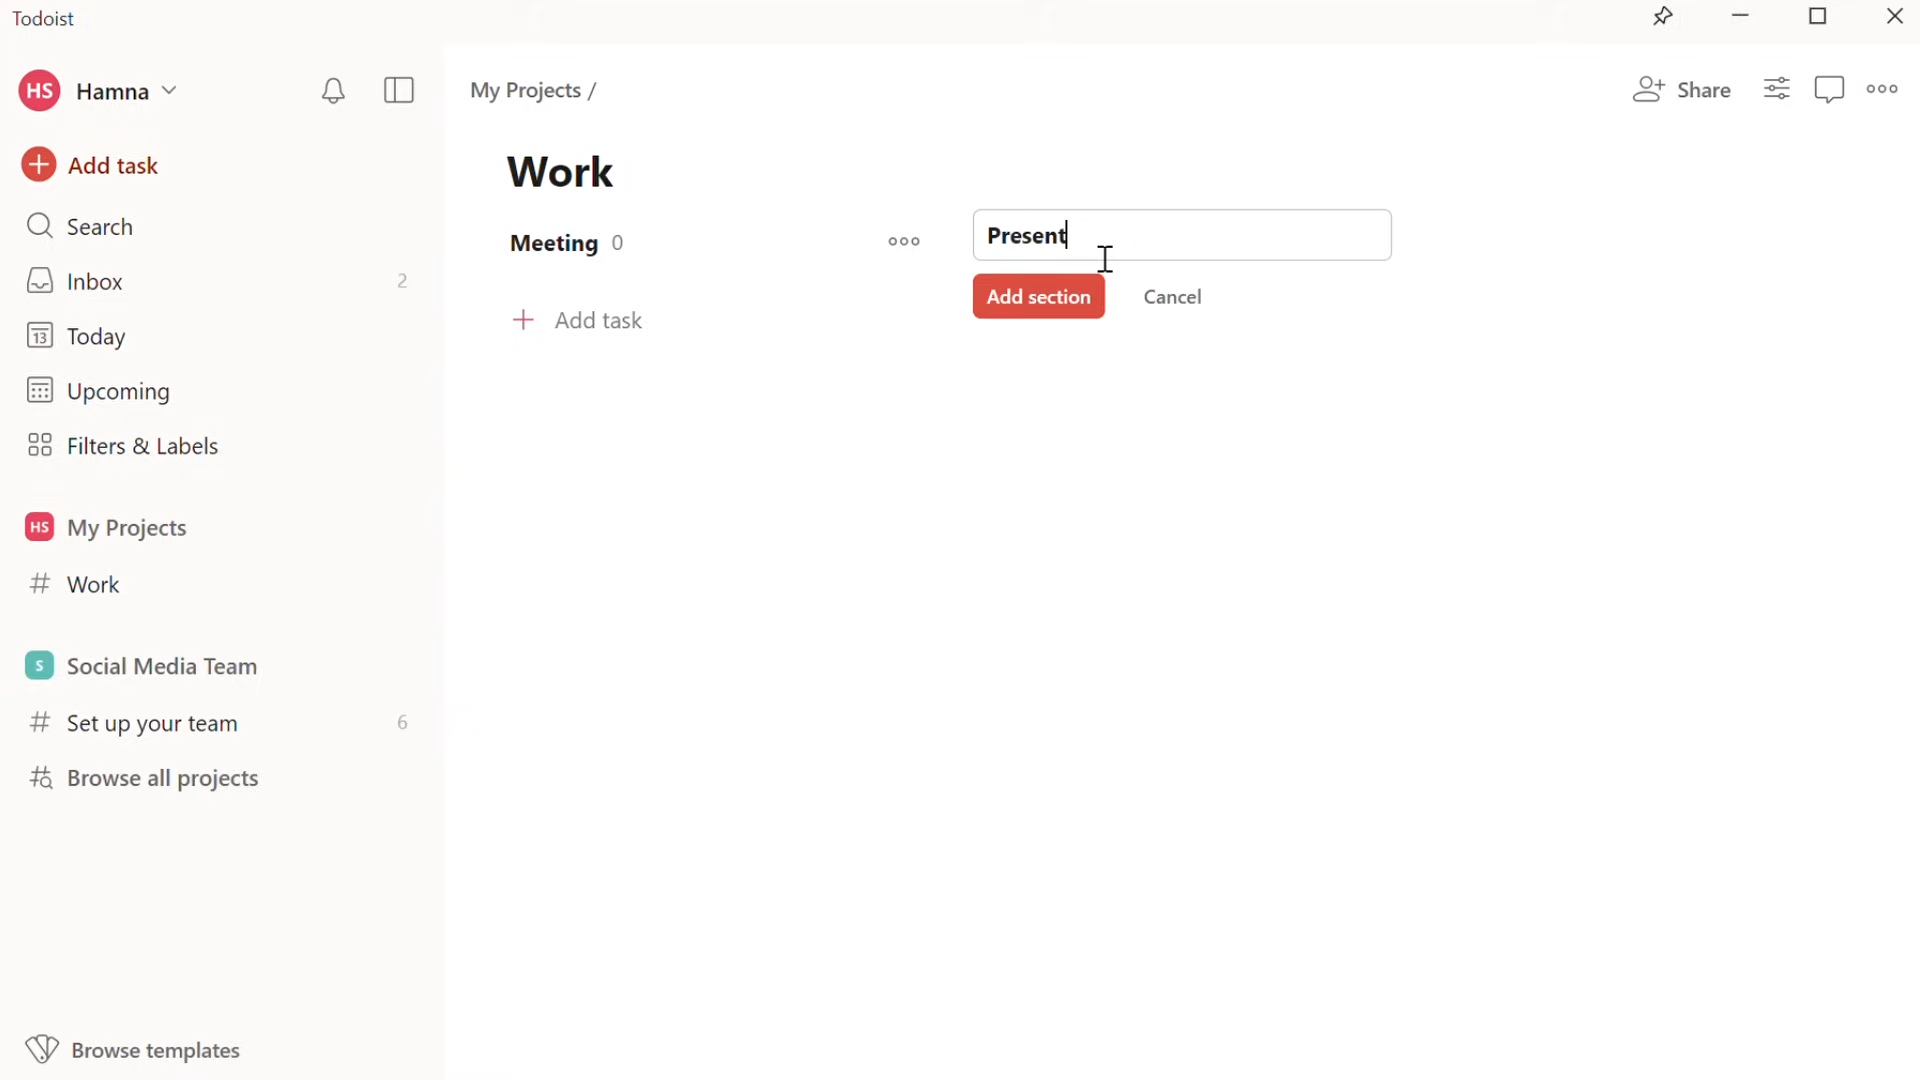 Todoist
HS Hamna
Add task
Search
Inbox 2
13 Today
Upcoming
Filters & Labels
HS My Projects
# Work
S Social Media Team
# Set up your team 6
Browse all projects
Browse templates
My Projects /
Share
Work
Meeting 0
Add task
Present
Add section Cancel